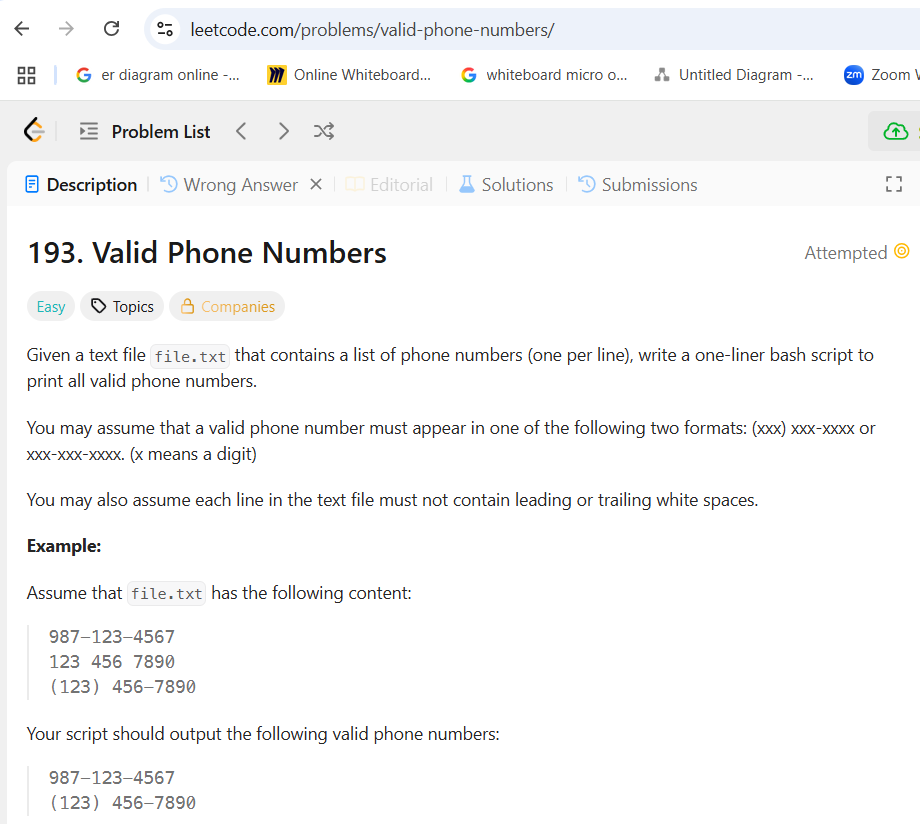 leetcode.com/problems/valid-phone-numbers/
er diagram online -...
Online Whiteboard...
whiteboard micro o...
Untitled Diagram -...
zm
Zoom
Problem List
Description
Wrong Answer
Editorial
Solutions
Submissions
193. Valid Phone Numbers
Attempted
Easy
Topics
Companies
Given a text file file.txt that contains a list of phone numbers (one per line), write a one-liner bash script to
print all valid phone numbers.
You may assume that a valid phone number must appear in one of the following two formats: (xxx) xxx-xxxx or
xxx-xxx-xxxx. (x means a digit)
You may also assume each line in the text file must not contain leading or trailing white spaces.
Example:
Assume that file.txt has the following content:
987-123-4567
123 456 7890
(123) 456-7890
Your script should output the following valid phone numbers:
987-123-4567
(123) 456-7890